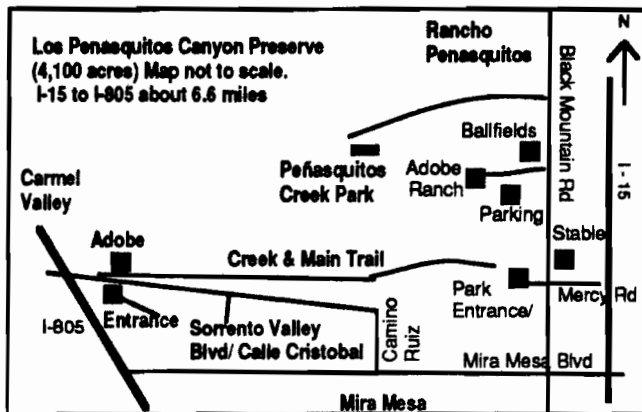 Los Penasquitos Canyon Preserve
(4,100 acres) Map not to scale.
I-15 to I-805 about 6.6 miles
Rancho
Penasquitos
N
Black Mountain Rd
I - 15
Ballfields
Peñasquitos
Creek Park
Adobe
Ranch
Parking
Carmel
Valley
Stable
Adobe
Creek & Main Trail
Park
Entrance/
Mercy Rd
I-805
Entrance
Sorrento Valley
Blvd/ Calle Cristobal
Camino
Ruiz
Mira Mesa Blvd
Mira Mesa